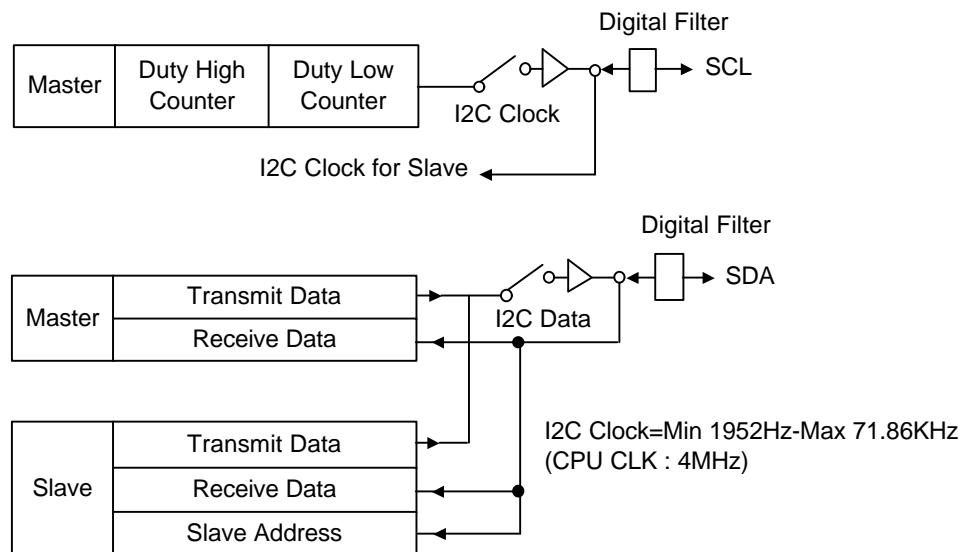 Digital Filter
Master
Duty High
Counter
Duty Low
Counter
I2C Clock
SCL
I2C Clock for Slave
Digital Filter
Master
Transmit Data
Receive Data
I2C Data
SDA
Slave
Transmit Data
Receive Data
Slave Address
I2C Clock=Min 1952Hz-Max 71.86KHz
(CPU CLK : 4MHz)